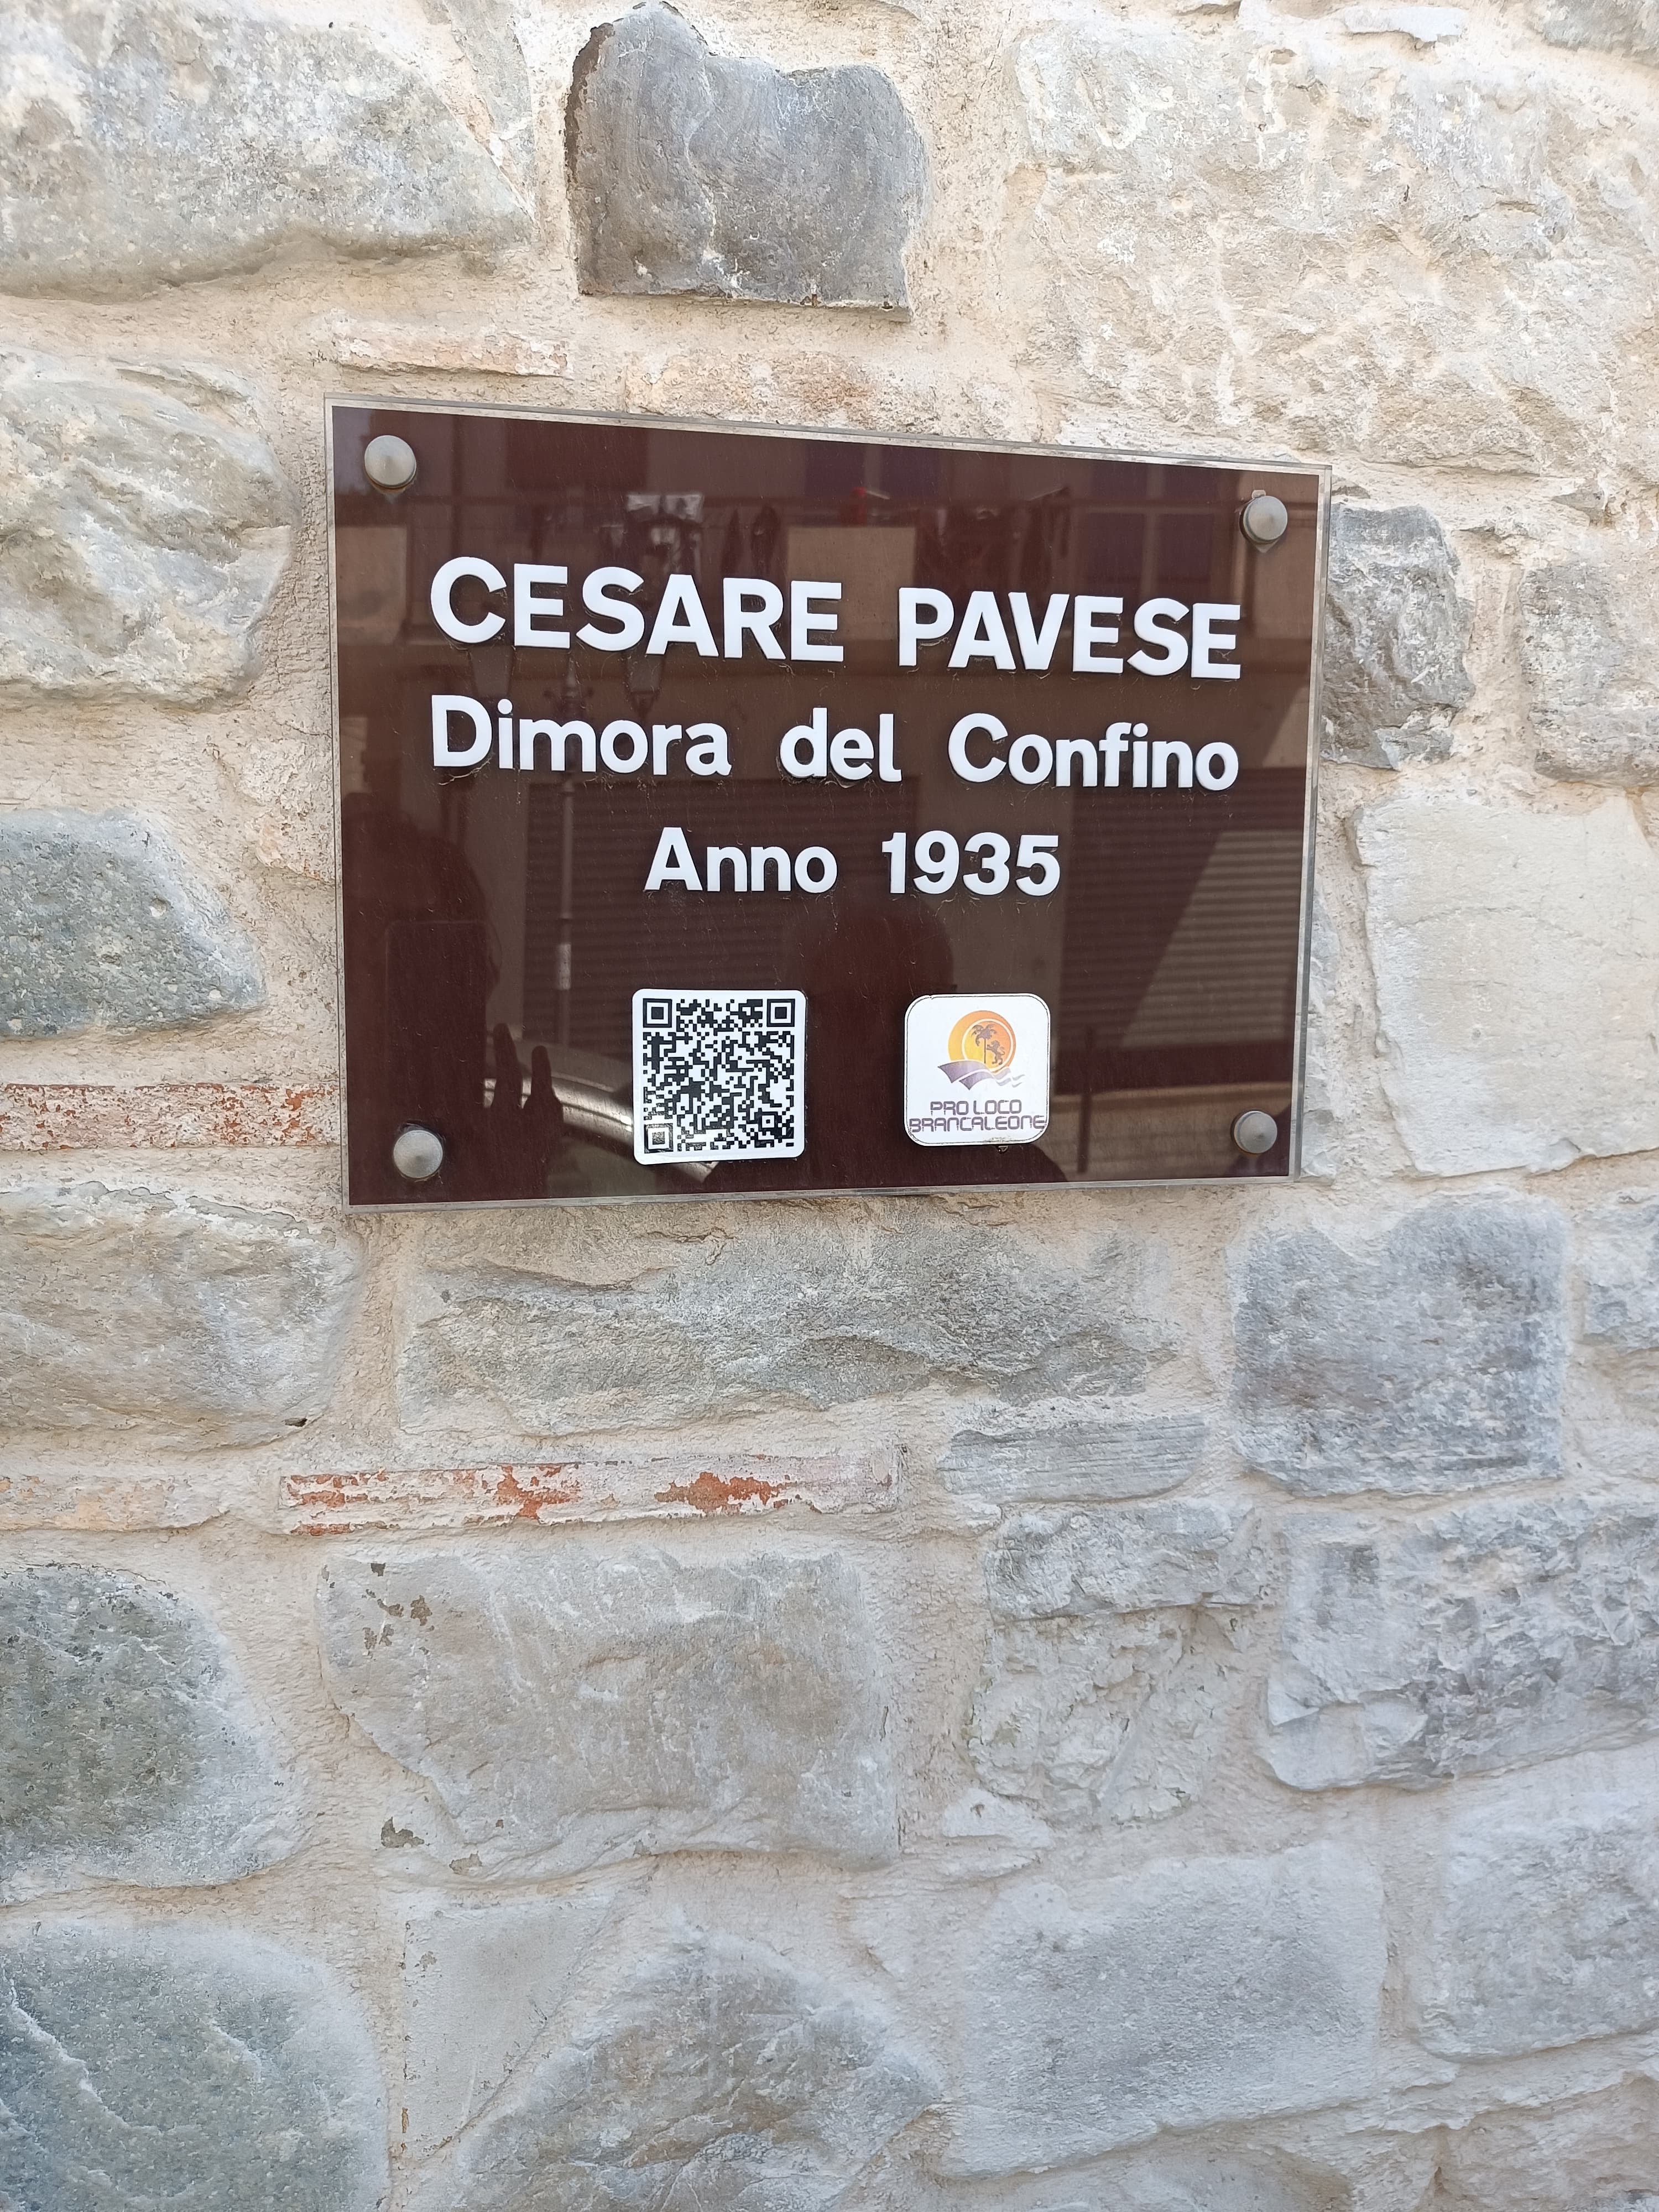 CESARE PAVESE
Dimora del Confino
Anno 1935
PRO LOCO
BRANCALEONE